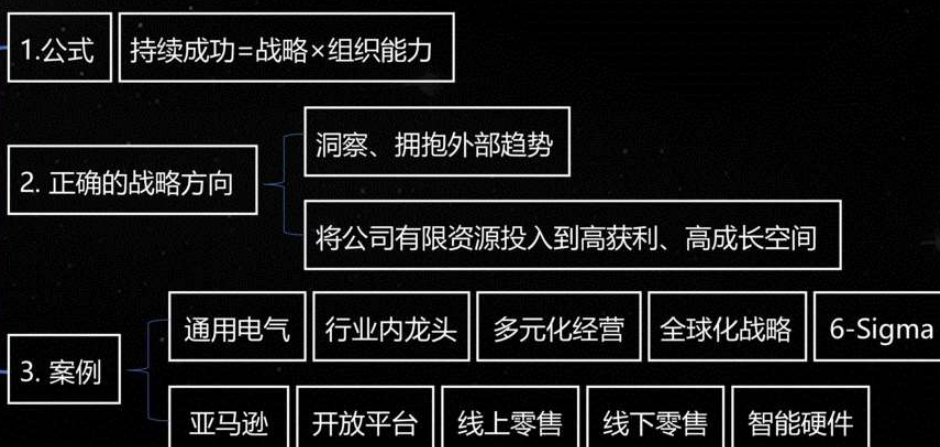 1.公式 持续成功=战略×组织能力
洞察、拥抱外部趋势
2. 正确的战略方向
将公司有限资源投入到高获利、高成长空间
通用电气 行业内龙头 多元化经营 全球化战略 6-Sigma
3. 案例
亚马逊 开放平台 线上零售 线下零售 智能硬件